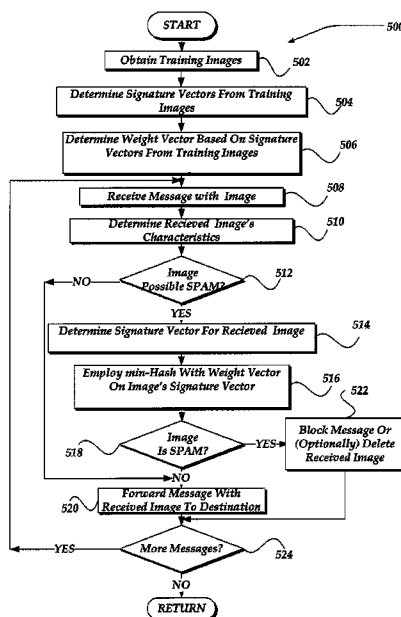 START
500
Obtain Training Images
502
Determine Signature Vectors From Training
Images
504
Determine Weight Vector Based On Signature
Vectors From Training Images
506
Receive Message with Image
508
Determine Recieved Image's
Characteristics
510
Image
Possible SPAM?
512
NO
YES
Determine Signature Vector For Recieved Image
514
Employ min-Hash With Weight Vector
On Image's Signature Vector
516
522
Image
Is SPAM?
518
YES
Block Message Or
(Optionally) Delete
Received Image
NO
Forward Message With
Received Image To Destination
520
More Messages?
524
YES
NO
RETURN